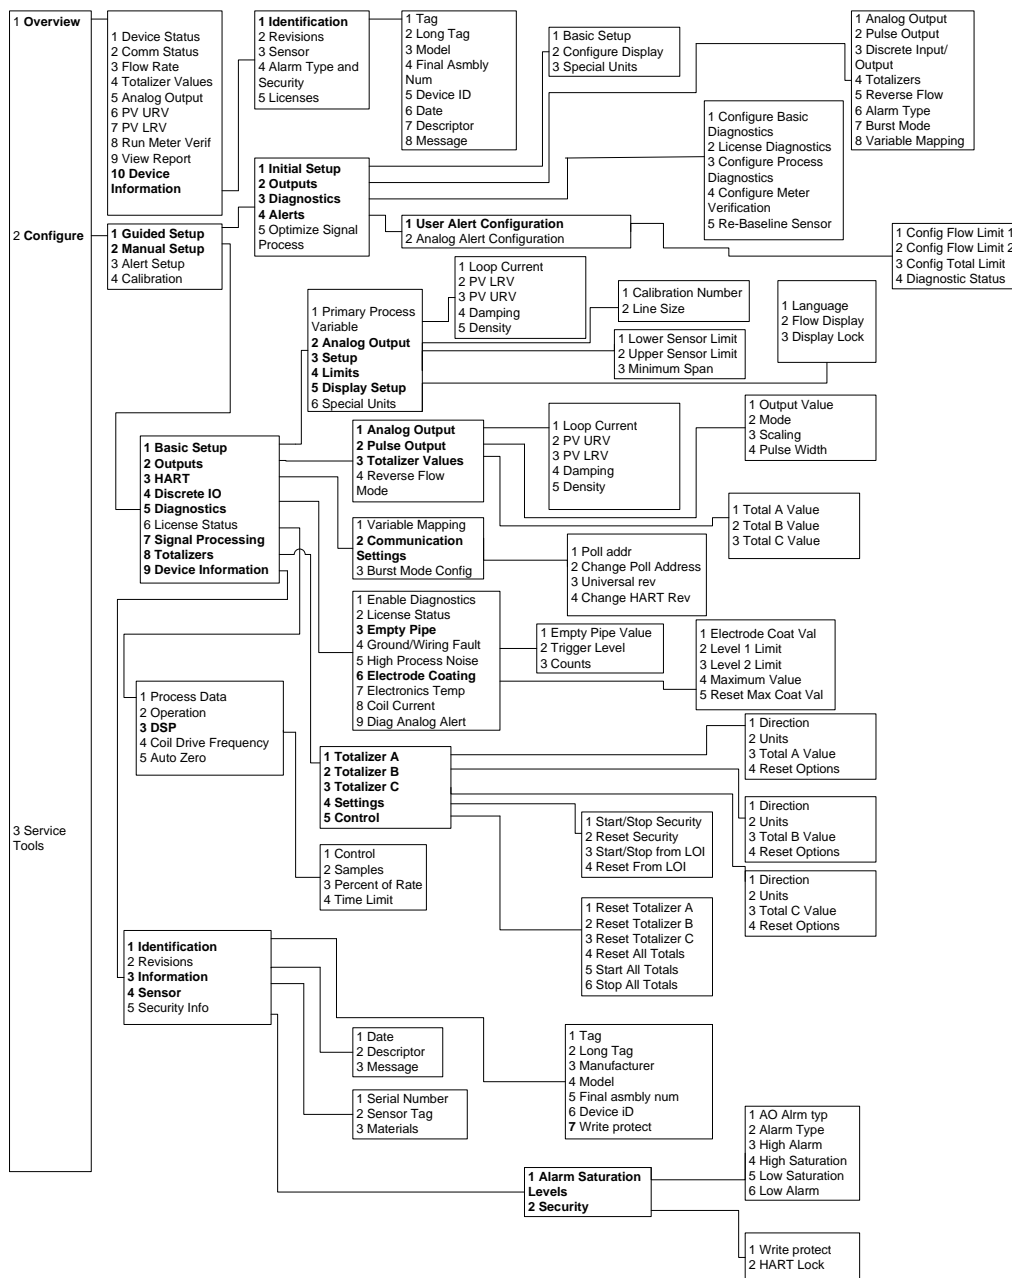 1 Overview
1 Device Status
2 Comm Status
3 Flow Rate
4 Totalizer Values
5 Analog Output
6 PV URV
7 PV LRV
8 Run Meter Verif
9 View Report
10 Device
Information
1 Identification
2 Revisions
3 Sensor
4 Alarm Type and
Security
5 Licenses
1 Tag
2 Long Tag
3 Model
4 Final Asmbly
Num
5 Device ID
6 Date
7 Descriptor
8 Message
1 Basic Setup
2 Configure Display
3 Special Units
1 Analog Output
2 Pulse Output
3 Discrete Input/
Output
4 Totalizers
5 Reverse Flow
6 Alarm Type
7 Burst Mode
8 Variable Mapping
1 Configure Basic
Diagnostics
2 License Diagnostics
3 Configure Process
Diagnostics
4 Configure Meter
Verification
5 Re-Baseline Sensor
1 Initial Setup
2 Outputs
3 Diagnostics
4 Alerts
5 Optimize Signal
Process
2 Configure
1 Guided Setup
2 Manual Setup
3 Alert Setup
4 Calibration
1 User Alert Configuration
2 Analog Alert Configuration
1 Config Flow Limit 1
2 Config Flow Limit 2
3 Config Total Limit
4 Diagnostic Status
1 Loop Current
2 PV LRV
3 PV URV
4 Damping
5 Density
1 Calibration Number
2 Line Size
1 Language
2 Flow Display
3 Display Lock
1 Primary Process
Variable
2 Analog Output
3 Setup
4 Limits
5 Display Setup
6 Special Units
1 Lower Sensor Limit
2 Upper Sensor Limit
3 Minimum Span
1 Basic Setup
2 Outputs
3 HART
4 Discrete IO
5 Diagnostics
6 License Status
7 Signal Processing
8 Totalizers
9 Device Information
1 Analog Output
2 Pulse Output
3 Totalizer Values
4 Reverse Flow
Mode
1 Loop Current
2 PV URV
3 PV LRV
4 Damping
5 Density
1 Output Value
2 Mode
3 Scaling
4 Pulse Width
1 Total A Value
2 Total B Value
3 Total C Value
1 Variable Mapping
2 Communication
Settings
3 Burst Mode Config
1 Poll addr
2 Change Poll Address
3 Universal rev
4 Change HART Rev
1 Enable Diagnostics
2 License Status
3 Empty Pipe
4 Ground/Wiring Fault
5 High Process Noise
6 Electrode Coating
7 Electronics Temp
8 Coil Current
9 Diag Analog Alert
1 Empty Pipe Value
2 Trigger Level
3 Counts
1 Electrode Coat Val
2 Level 1 Limit
3 Level 2 Limit
4 Maximum Value
5 Reset Max Coat Val
1 Process Data
2 Operation
3 DSP
4 Coil Drive Frequency
5 Auto Zero
1 Totalizer A
2 Totalizer B
3 Totalizer C
4 Settings
5 Control
1 Direction
2 Units
3 Total A Value
4 Reset Options
1 Direction
2 Units
3 Total B Value
4 Reset Options
1 Direction
2 Units
3 Total C Value
4 Reset Options
3 Service
Tools
1 Start/Stop Security
2 Reset Security
3 Start/Stop from LOI
4 Reset From LOI
1 Control
2 Samples
3 Percent of Rate
4 Time Limit
1 Reset Totalizer A
2 Reset Totalizer B
3 Reset Totalizer C
4 Reset All Totals
5 Start All Totals
6 Stop All Totals
1 Identification
2 Revisions
3 Information
4 Sensor
5 Security Info
1 Date
2 Descriptor
3 Message
1 Serial Number
2 Sensor Tag
3 Materials
1 Tag
2 Long Tag
3 Manufacturer
4 Model
5 Final asmbly num
6 Device iD
7 Write protect
1 Alarm Saturation
Levels
2 Security
1 AO Alrm typ
2 Alarm Type
3 High Alarm
4 High Saturation
5 Low Saturation
6 Low Alarm
1 Write protect
2 HART Lock